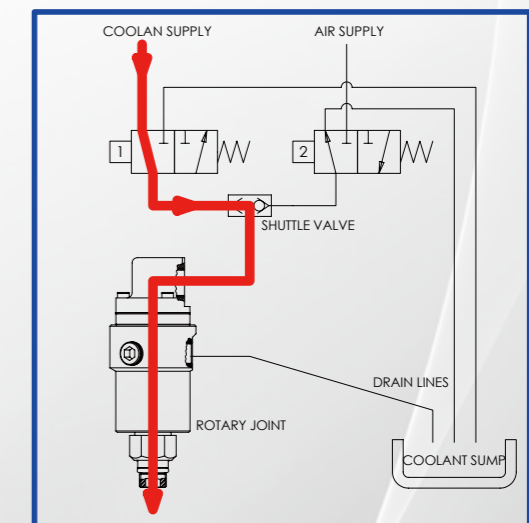 COOLAN SUPPLY
AIR SUPPLY
1
2
SHUTTLE VALVE
DRAIN LINES
ROTARY JOINT
COOLANT SUMP